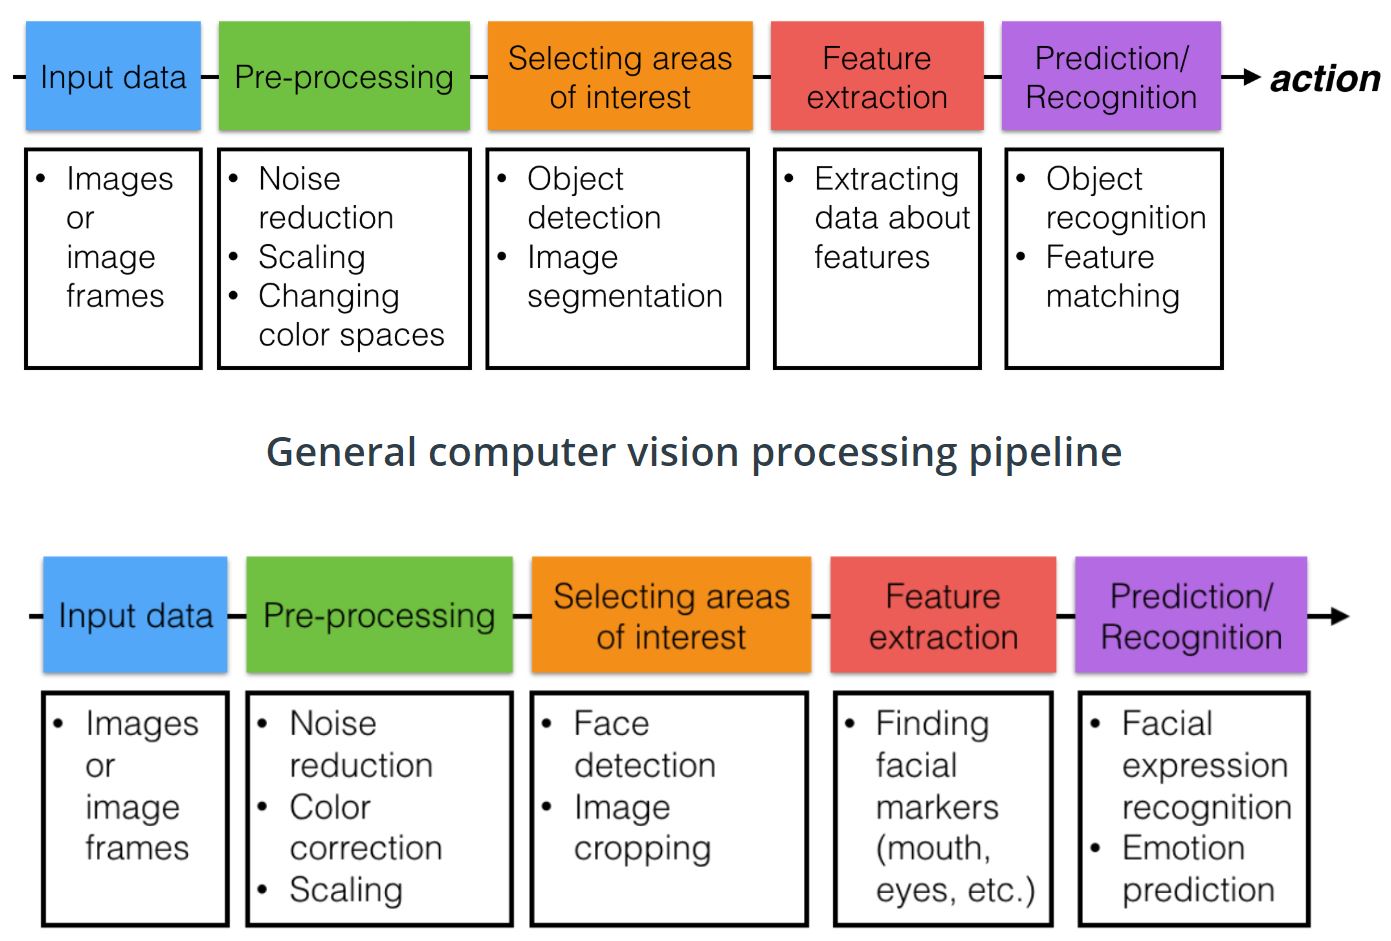 Input data
Pre-processing
Selecting areas
of interest
Feature
extraction
Prediction/
Recognition
action
• Images
or
image
frames
• Noise
reduction
• Scaling
• Changing
color spaces
• Object
detection
• Image
segmentation
• Extracting
data about
features
• Object
recognition
• Feature
matching
General computer vision processing pipeline
Input data
Pre-processing
Selecting areas
of interest
Feature
extraction
Prediction/
Recognition
• Images
or
image
frames
• Noise
reduction
• Color
correction
• Scaling
• Face
detection
• Image
cropping
• Finding
facial
markers
(mouth,
eyes, etc.)
• Facial
expression
recognition
• Emotion
prediction